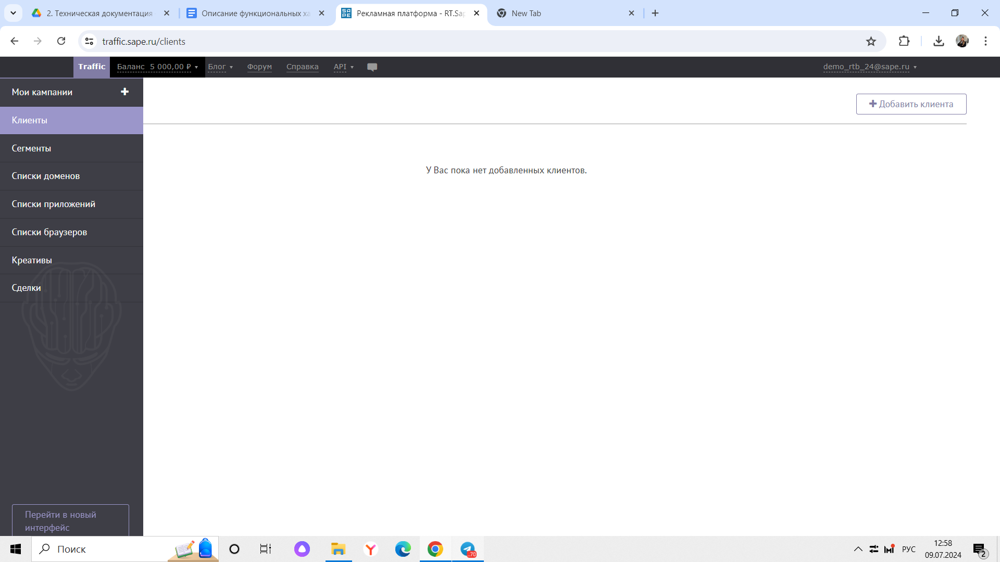 2. Техническая документация
Описание функциональных ха
SA
PE
Рекламная платформа - RT.Sap
New Tab
traffic.sape.ru/clients
Traffic
Баланс 5 000,00 ₽
Блог
Форум
Справка
API
demo_rtb_24@sape.ru
Мои кампании
Клиенты
Сегменты
Списки доменов
Списки приложений
Списки браузеров
Креативы
Сделки
Добавить клиента
У Вас пока нет добавленных клиентов.
Перейти в новый
интерфейс
Поиск
..70
РУС
12:58
09.07.2024
2